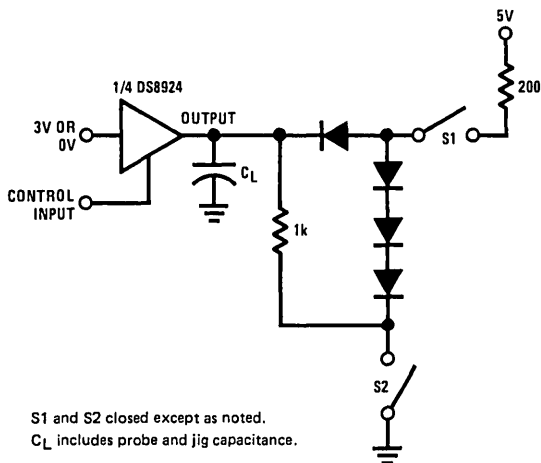 5V
200
1/4 DS8924
OUTPUT
3V OR
0V
S1
CL
CONTROL
INPUT
1k
S2
S1 and S2 closed except as noted.
CL includes probe and jig capacitance.